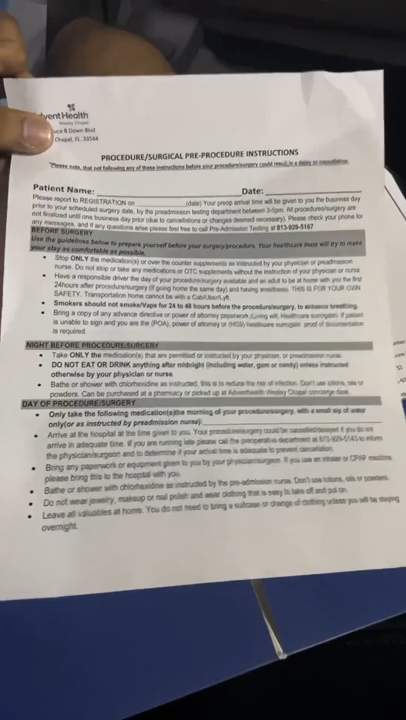 ventHealth
Wesley Chapel
uce B Down Blvd
Chapel, FL. 33544
PROCEDURE/SURGICAL PRE-PROCEDURE INSTRUCTIONS
*Please note, that not following any of these instructions before your procedure/surgery could result in a delay or cancellation.
Patient Name: Date:
Please report to REGISTRATION on (date) Your preop arrival time will be given to you the business day
prior to your scheduled surgery date, by the preadmission testing department between 3-5pm. All procedures/surgery are
not finalized until one business day prior (due to cancellations or changes deemed necessary). Please check your phone for
any messages, and if any questions arise please feel free to call Pre-Admission Testing at 813-929-5167
BEFORE SURGERY
Use the guidelines below to prepare yourself before your surgery/procedure. Your healthcare team will try to make
your stay as comfortable as possible.
• Stop ONLY the medication(s) or over the counter supplements as instructed by your physician or preadmission
nurse. Do not stop or take any medications or OTC supplements without the instruction of your physician or nurse
• Have a responsible driver the day of your procedure/surgery available and an adult to be at home with you the first
24hours after procedure/surgery (if going home the same day) and having anesthesia. THIS IS FOR YOUR OWN
SAFETY. Transportation home cannot be with a Cab/Uber/Lyft.
• Smokers should not smoke/Vape for 24 to 48 hours before the procedure/surgery, to enhance breathing.
• Bring a copy of any advance directive or power of attorney paperwork (Living will, Healthcare surrogate) if patient
is unable to sign and you are the (POA), power of attorney or (HCS) healthcare surrogate proof of documentation
is required.
NIGHT BEFORE PROCEDURE/SURGERY
• Take ONLY the medication(s) that are permitted or instructed by your physician, or preadmission nurse
• DO NOT EAT OR DRINK anything after midnight (including water, gum or candy) unless instructed
otherwise by your physician or nurse
• Bathe or shower with chlorhexidine as instructed, this is to reduce the risk of infection. Don't use lotions, oils or
powders. Can be purchased at a pharmacy or picked up at AdventHealth Wesley Chapel concierge desk.
DAY OF PROCEDURE/SURGERY
• Only take the following medication(s)the morning of your procedure/surgery, with a small sip of water
only(or as instructed by preadmission nurse):
• Arrive at the hospital at the time given to you. Your procedure/surgery could be cancelled/delayed if you do not
arrive in adequate time. If you are running late please call the preoperative department at 813-929-5143 to inform
the physician/surgeon and to determine if your arrival time is adequate to prevent cancellation.
• Bring any paperwork or equipment given to you by your physician/surgeon. If you use an inhaler or CPAP machine,
please bring this to the hospital with you.
• Bathe or shower with chlorhexidine as instructed by the pre-admission nurse. Don't use lotions, oils or powders.
• Do not wear jewelry, makeup or nail polish and wear clothing that is easy to take off and put on.
• Leave all valuables at home. You do not need to bring a suitcase or change of clothing unless you will be staying
overnight.